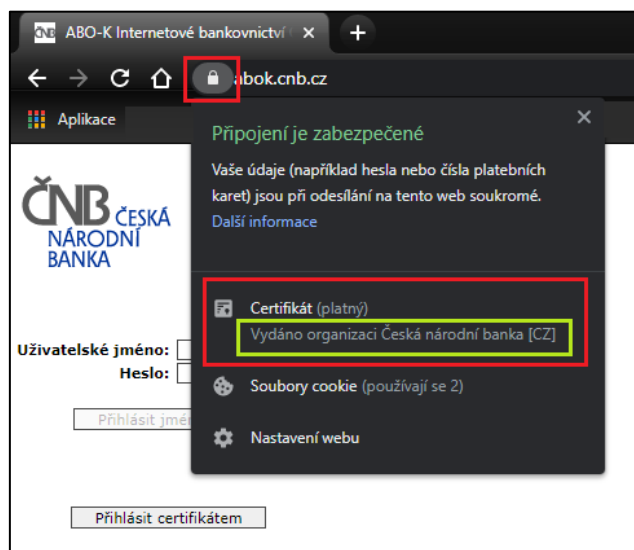 ČNB ABO-K Internetové bankovnictví
abok.cnb.cz
Aplikace
Připojení je zabezpečené
Vaše údaje (například hesla nebo čísla platebních
karet) jsou při odesílání na tento web soukromé.
Další informace
ČNB ČESKÁ
NÁRODNÍ
BANKA
Certifikát (platný)
Vydáno organizaci Česká národní banka [CZ]
Uživatelské jméno:
Heslo:
Soubory cookie (používají se 2)
Přihlásit
Nastavení webu
Přihlásit certifikátem